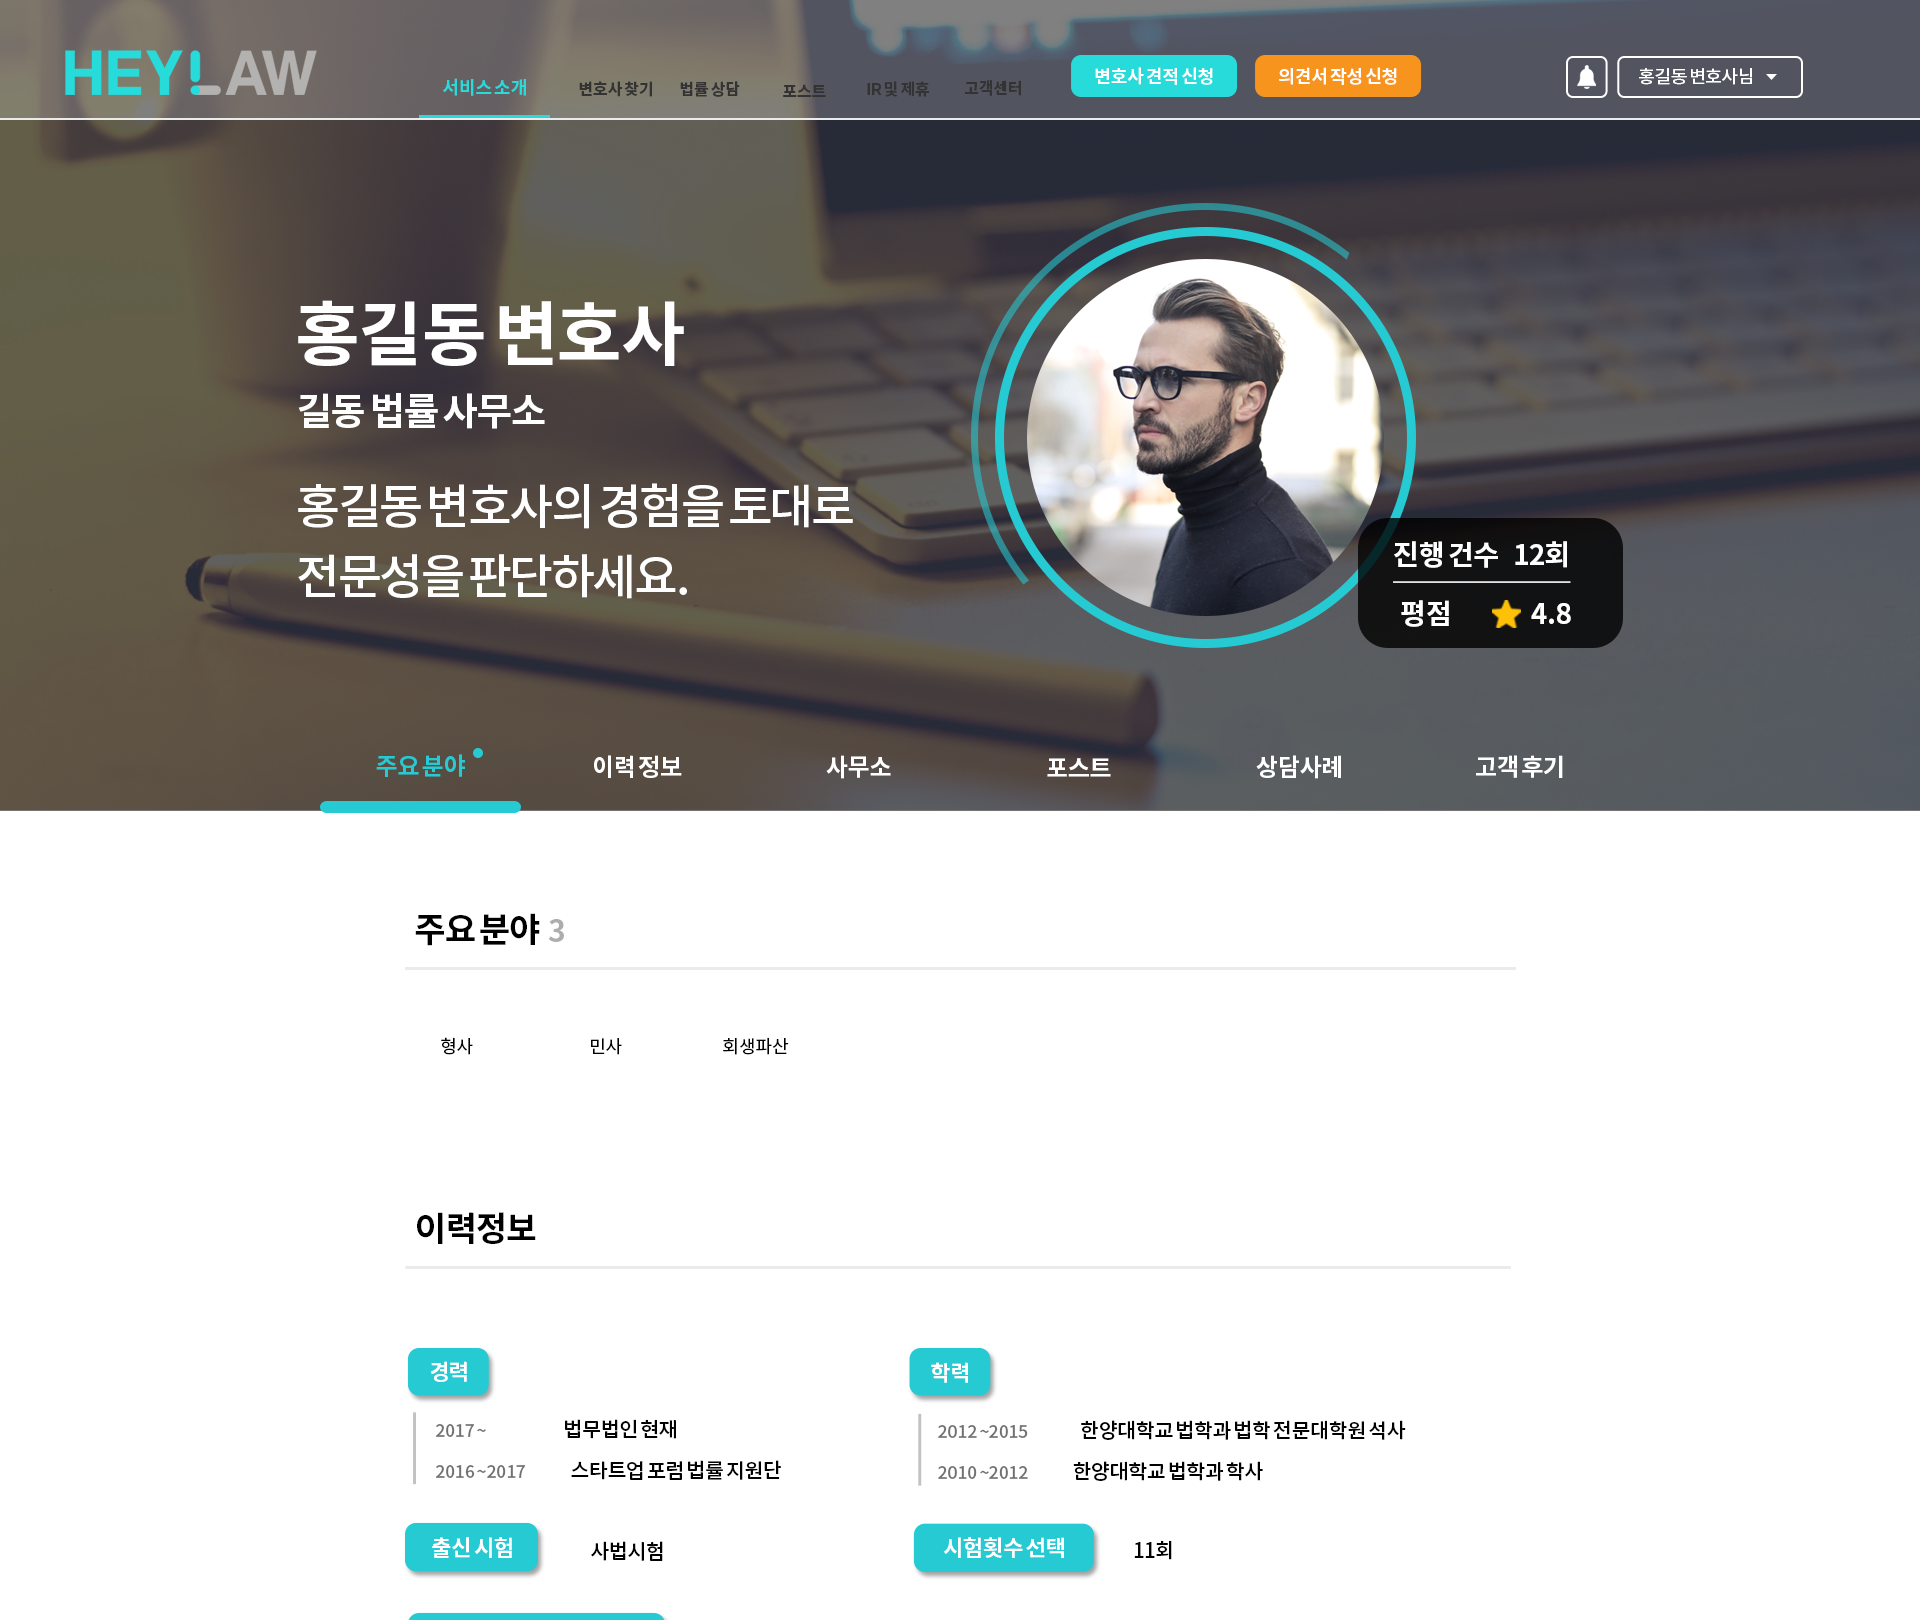 HEY!LAW
서비스 소개
변호사 찾기
법률 상담
포스트
IR 및 제휴
고객센터
변호사 견적 신청
의견서 작성 신청
홍길동 변호사님
홍길동 변호사
길동 법률 사무소
홍길동 변호사의 경험을 토대로
전문성을 판단하세요.
진행 건수 12회
평점 4.8
주요 분야
이력 정보
사무소
포스트
상담사례
고객 후기
주요 분야 3
형사
민사
회생파산
이력정보
경력
2017 ~ 법무법인 현재
2016 ~2017 스타트업 포럼 법률 지원단
학력
2012 ~2015 한양대학교 법학과 법학 전문대학원 석사
2010 ~2012 한양대학교 법학과 학사
출신 시험 사법시험
시험횟수 선택 11회